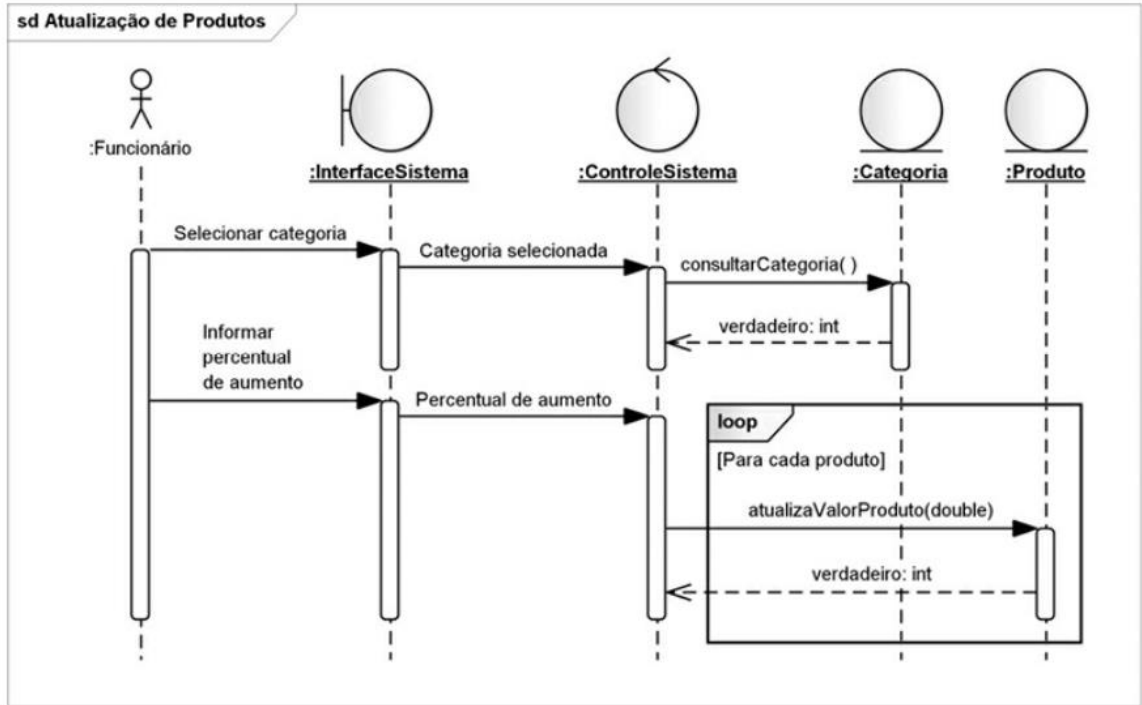 sd Atualização de Produtos
:Funcionário
:InterfaceSistema
:ControleSistema
:Categoria
:Produto
Selecionar categoria
Categoria selecionada
consultarCategoria( )
verdadeiro: int
Informar
percentual
de aumento
Percentual de aumento
loop
[Para cada produto]
atualizaValorProduto(double)
verdadeiro: int